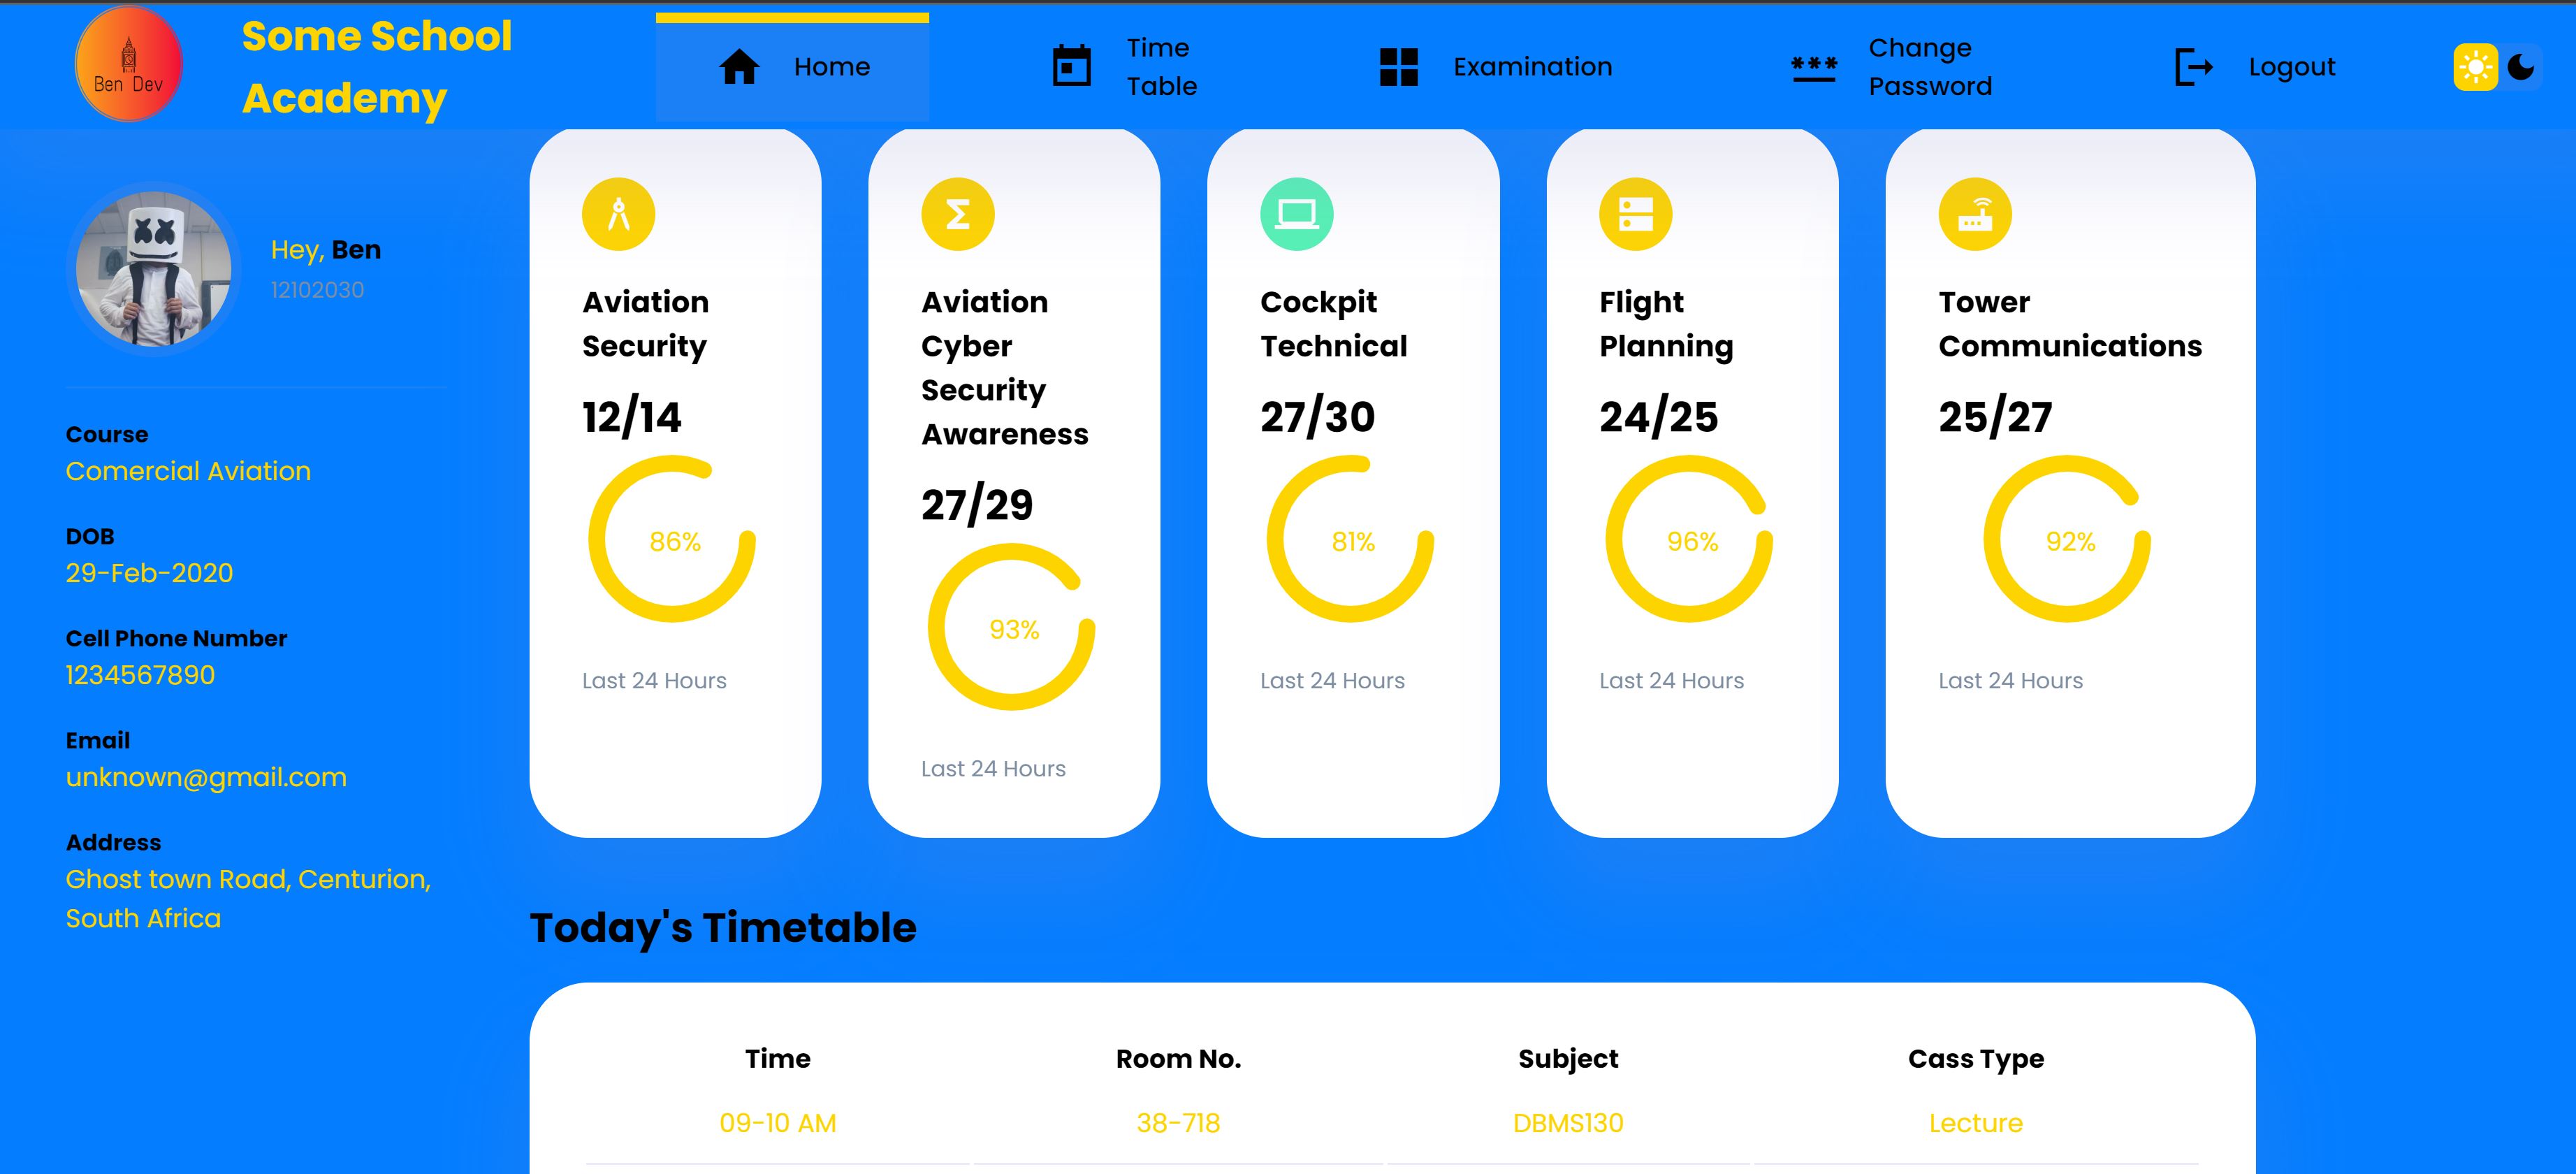 Ben Dev
Some School
Academy
Home
Time
Table
Examination
***
Change
Password
Logout
Hey, Ben
12102030
Course
Comercial Aviation
DOB
29-Feb-2020
Cell Phone Number
1234567890
Email
unknown@gmail.com
Address
Ghost town Road, Centurion,
South Africa
Σ
Aviation
Security
12/14
86%
Last 24 Hours
Aviation
Cyber
Security
Awareness
27/29
93%
Last 24 Hours
Cockpit
Technical
27/30
81%
Last 24 Hours
Flight
Planning
24/25
96%
Last 24 Hours
Tower
Communications
25/27
92%
Last 24 Hours
Today's Timetable
Time Room No. Subject Cass Type
09-10 AM 38-718 DBMS130 Lecture